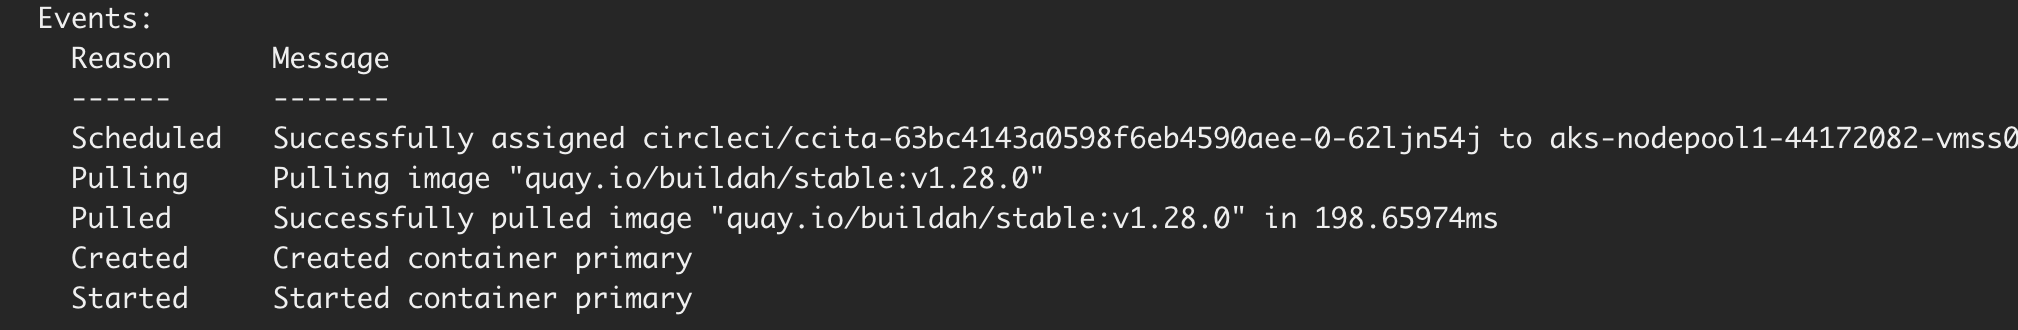 Events:
Reason Message
------ -------
Scheduled Successfully assigned circleci/ccita-63bc4143a0598f6eb4590aee-0-62ljn54j to aks-nodepool1-44172082-vmss0
Pulling Pulling image "quay.io/buildah/stable:v1.28.0"
Pulled Successfully pulled image "quay.io/buildah/stable:v1.28.0" in 198.65974ms
Created Created container primary
Started Started container primary